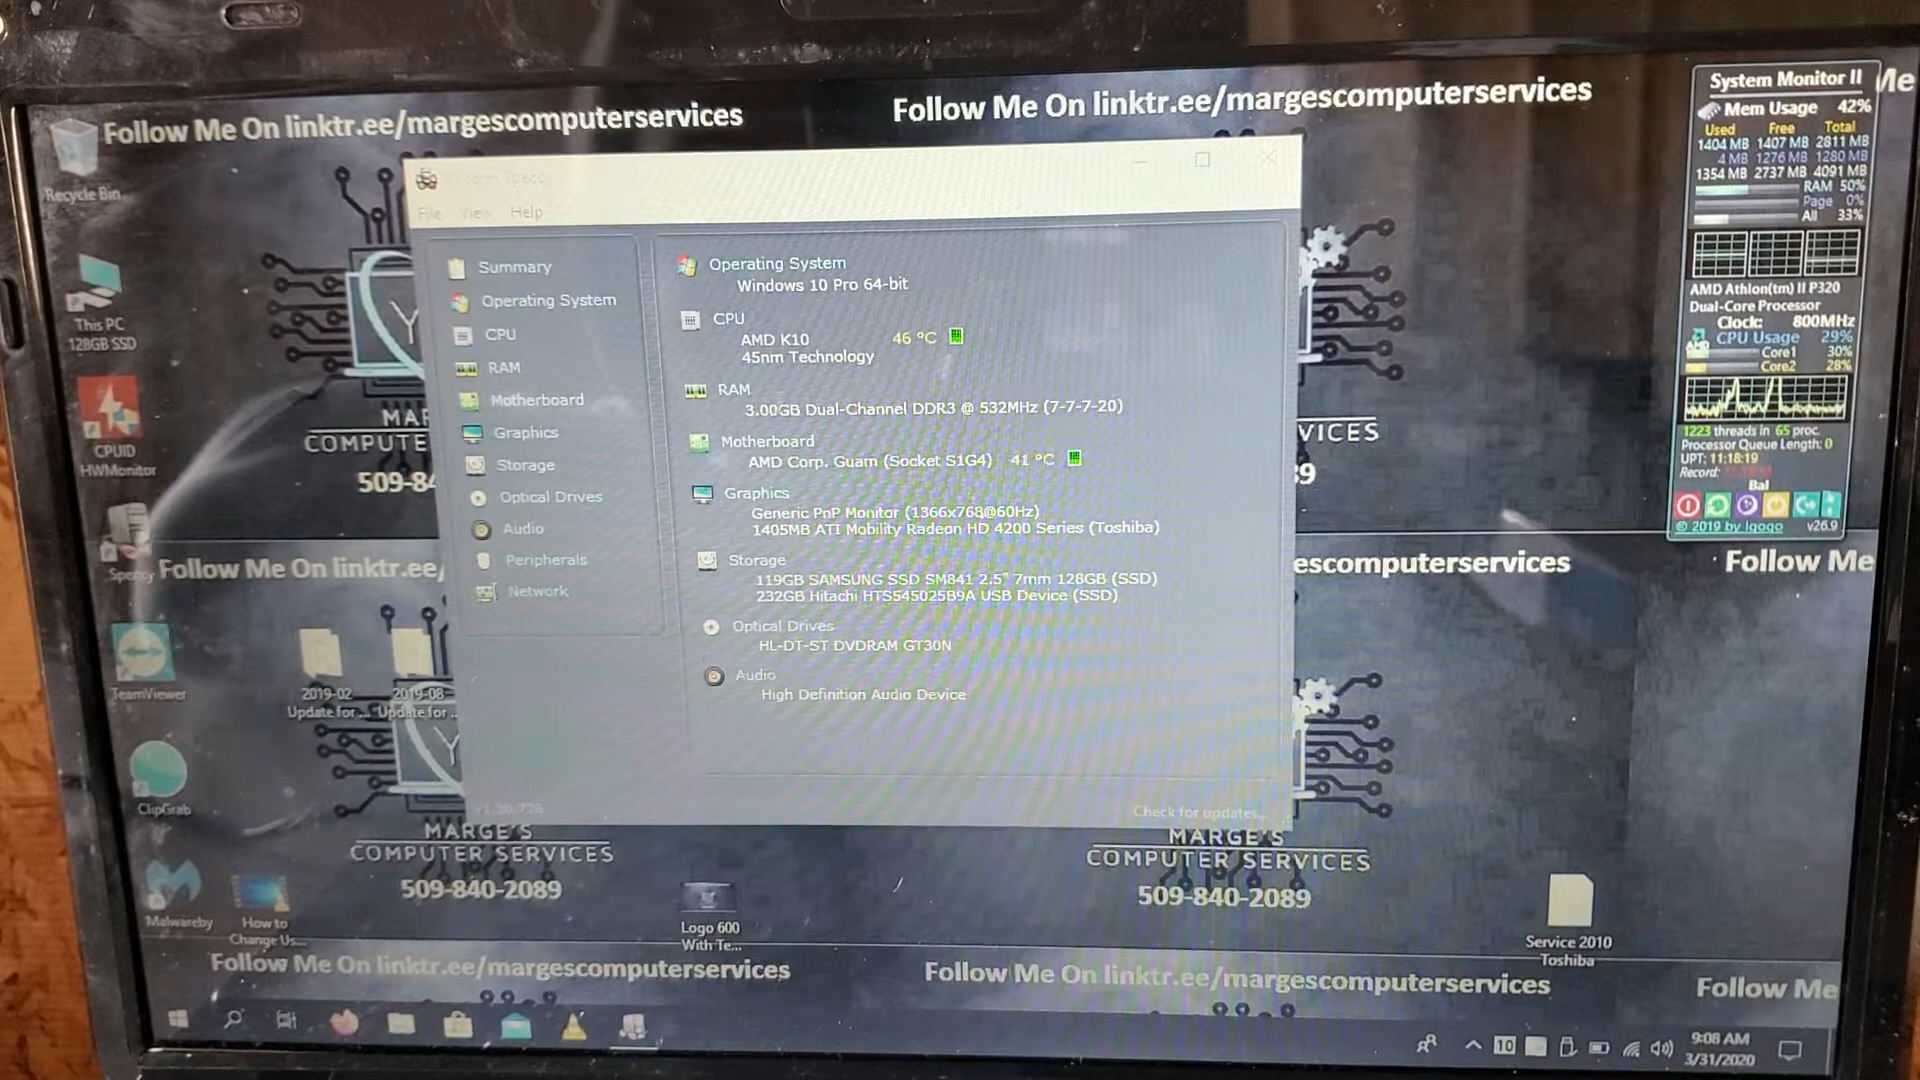 Follow Me On linktr.ee/margescomputerservices
Follow Me On linktr.ee/margescomputerservices
Me
Recycle Bin
This PC
128GB SSD
CPUID
HWMonitor
Speccy
TeamViewer
ClipGrab
Malwareby
How to
Change Us...
2019-02
Update for ...
2019-08
Update for ...
File View Help
Summary
Operating System
CPU
RAM
Motherboard
Graphics
Storage
Optical Drives
Audio
Peripherals
Network
Operating System
Windows 10 Pro 64-bit
CPU
AMD K10 46 °C
45nm Technology
RAM
3.00GB Dual-Channel DDR3 @ 532MHz (7-7-7-20)
Motherboard
AMD Corp. Guam (Socket S1G4) 41 °C
Graphics
Generic PnP Monitor (1366x768@60Hz)
1405MB ATI Mobility Radeon HD 4200 Series (Toshiba)
Storage
119GB SAMSUNG SSD SM841 2.5" 7mm 128GB (SSD)
232GB Hitachi HTS545025B9A USB Device (SSD)
Optical Drives
HL-DT-ST DVDRAM GT30N
Audio
High Definition Audio Device
Check for updates...
System Monitor II
Mem Usage 42%
Used Free Total
1404 MB 1407 MB 2811 MB
4 MB 1276 MB 1280 MB
1354 MB 2737 MB 4091 MB
RAM 50%
Page 0%
All 33%
AMD Athlon(tm) II P320
Dual-Core Processor
Clock: 800MHz
AMD CPU Usage 29%
Core1 30%
Core2 28%
1223 threads in 65 proc.
Processor Queue Length: 0
UPT: 11:18:19
Record:
Bal
© 2019 by Igogo v26.9
MAR
COMPUTE
509-84
VICES
89
Follow Me On linktr.ee/
escomputerservices
Follow Me
MARGE'S
COMPUTER SERVICES
509-840-2089
MARGE'S
COMPUTER SERVICES
509-840-2089
Logo 600
With Te...
Service 2010
Toshiba
Follow Me On linktr.ee/margescomputerservices
Follow Me On linktr.ee/margescomputerservices
Follow Me
10
9:08 AM
3/31/2020